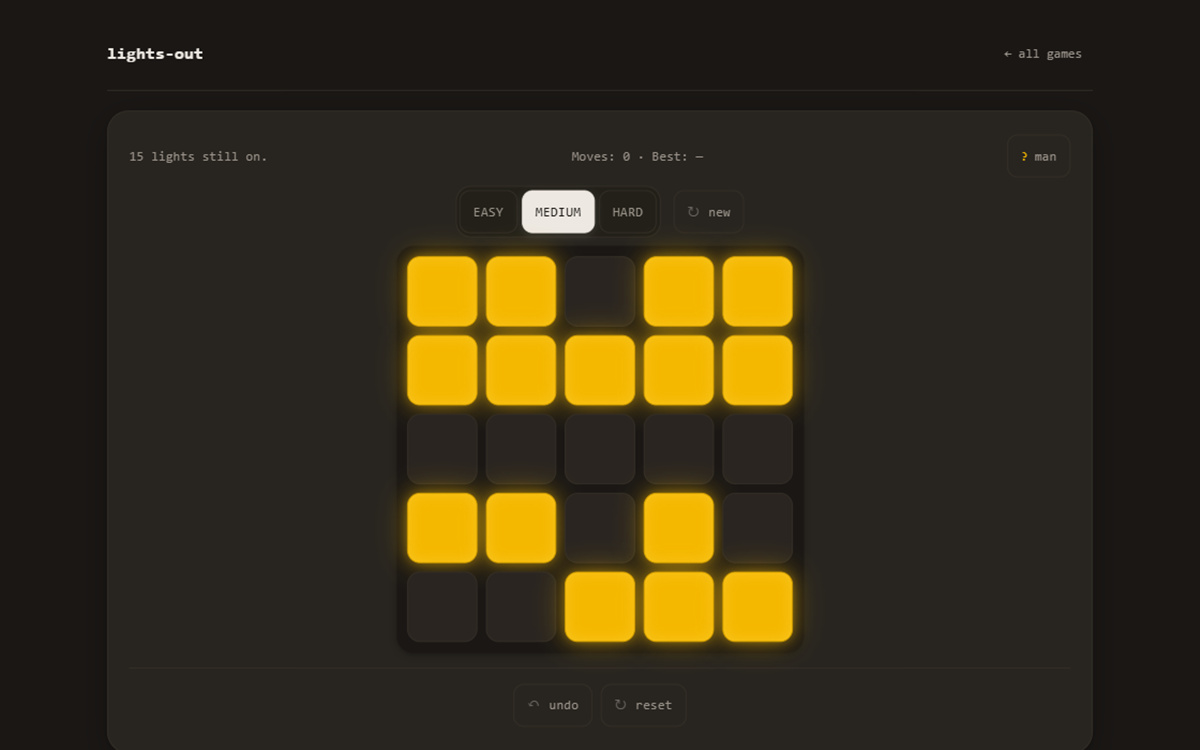 lights-out
← all games
15 lights still on.
Moves: 0 · Best: —
? man
EASY
MEDIUM
HARD
↻ new
↶ undo
↻ reset